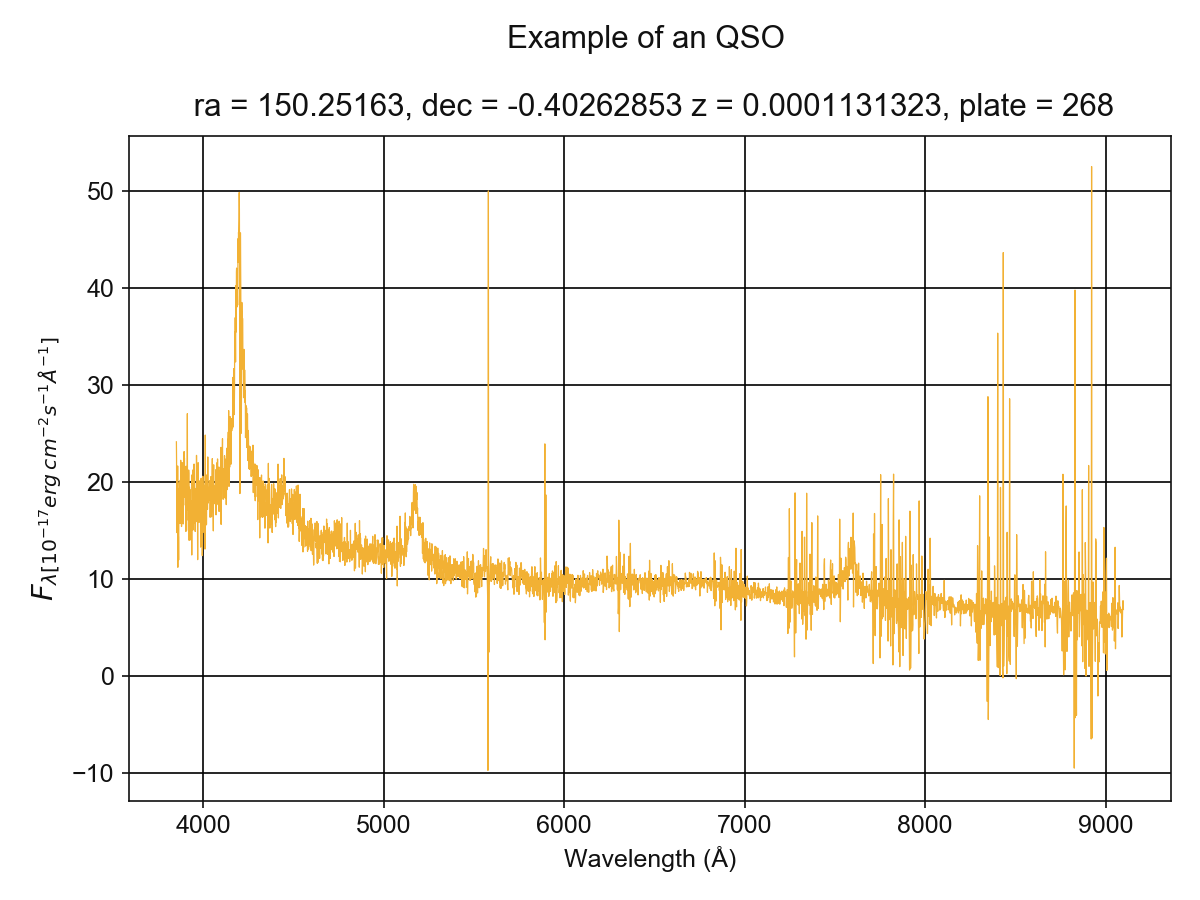 Example of an QSO
ra = 150.25163, dec = -0.40262853 z = 0.0001131323, plate = 268
50
40
30
20
10
0
−10
F_{λ[10^{−17} erg cm^{−2} s^{−1} Å^{−1}]}
4000 5000 6000 7000 8000 9000
Wavelength (Å)